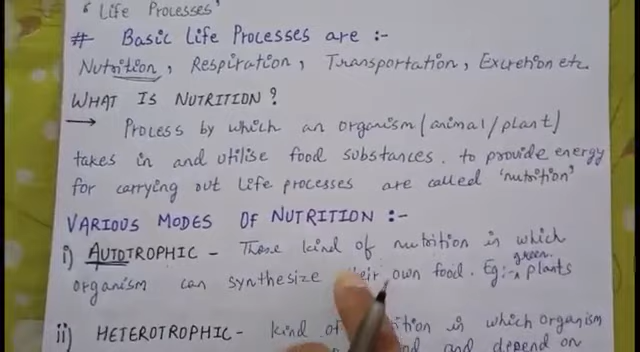 "Life Processes"
# Basic Life Processes are :-
Nutrition, Respiration, Transportation, Excretion etc.
WHAT IS NUTRITION?
→ Process by which an organism (animal/plant)
takes in and utilise food substances. to provide energy
for carrying out life processes are called 'nutrition'
VARIOUS MODES OF NUTRITION :-
i) AUTOTROPHIC - Those kind of nutrition in which
organism can synthesize their own food. Eg:- green plants
ii) HETEROTROPHIC - kind of nutrition in which organism
and depend on